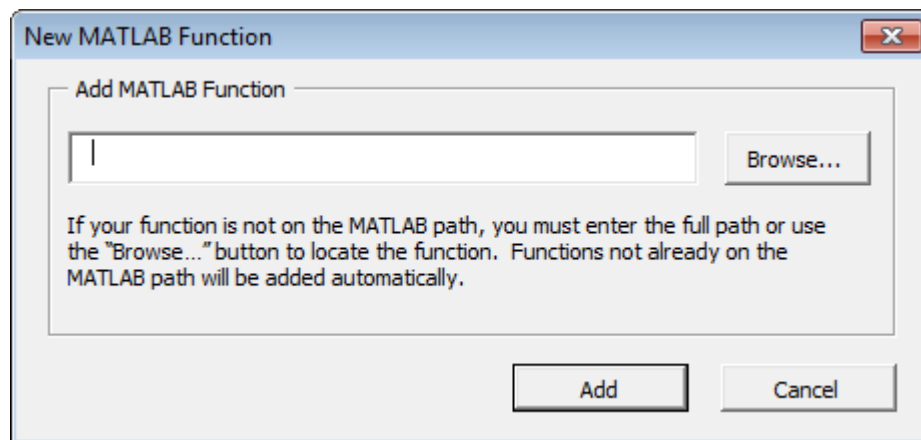 New MATLAB Function
Add MATLAB Function
Browse...
If your function is not on the MATLAB path, you must enter the full path or use
the "Browse..." button to locate the function.  Functions not already on the
MATLAB path will be added automatically.
Add
Cancel